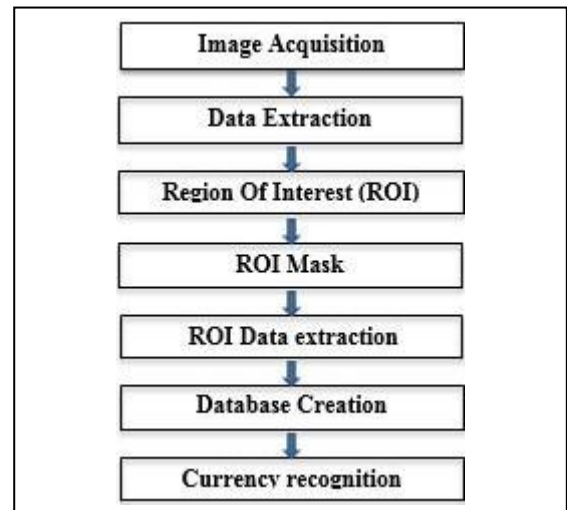 Image Acquisition
Data Extraction
Region Of Interest (ROI)
ROI Mask
ROI Data extraction
Database Creation
Currency recognition